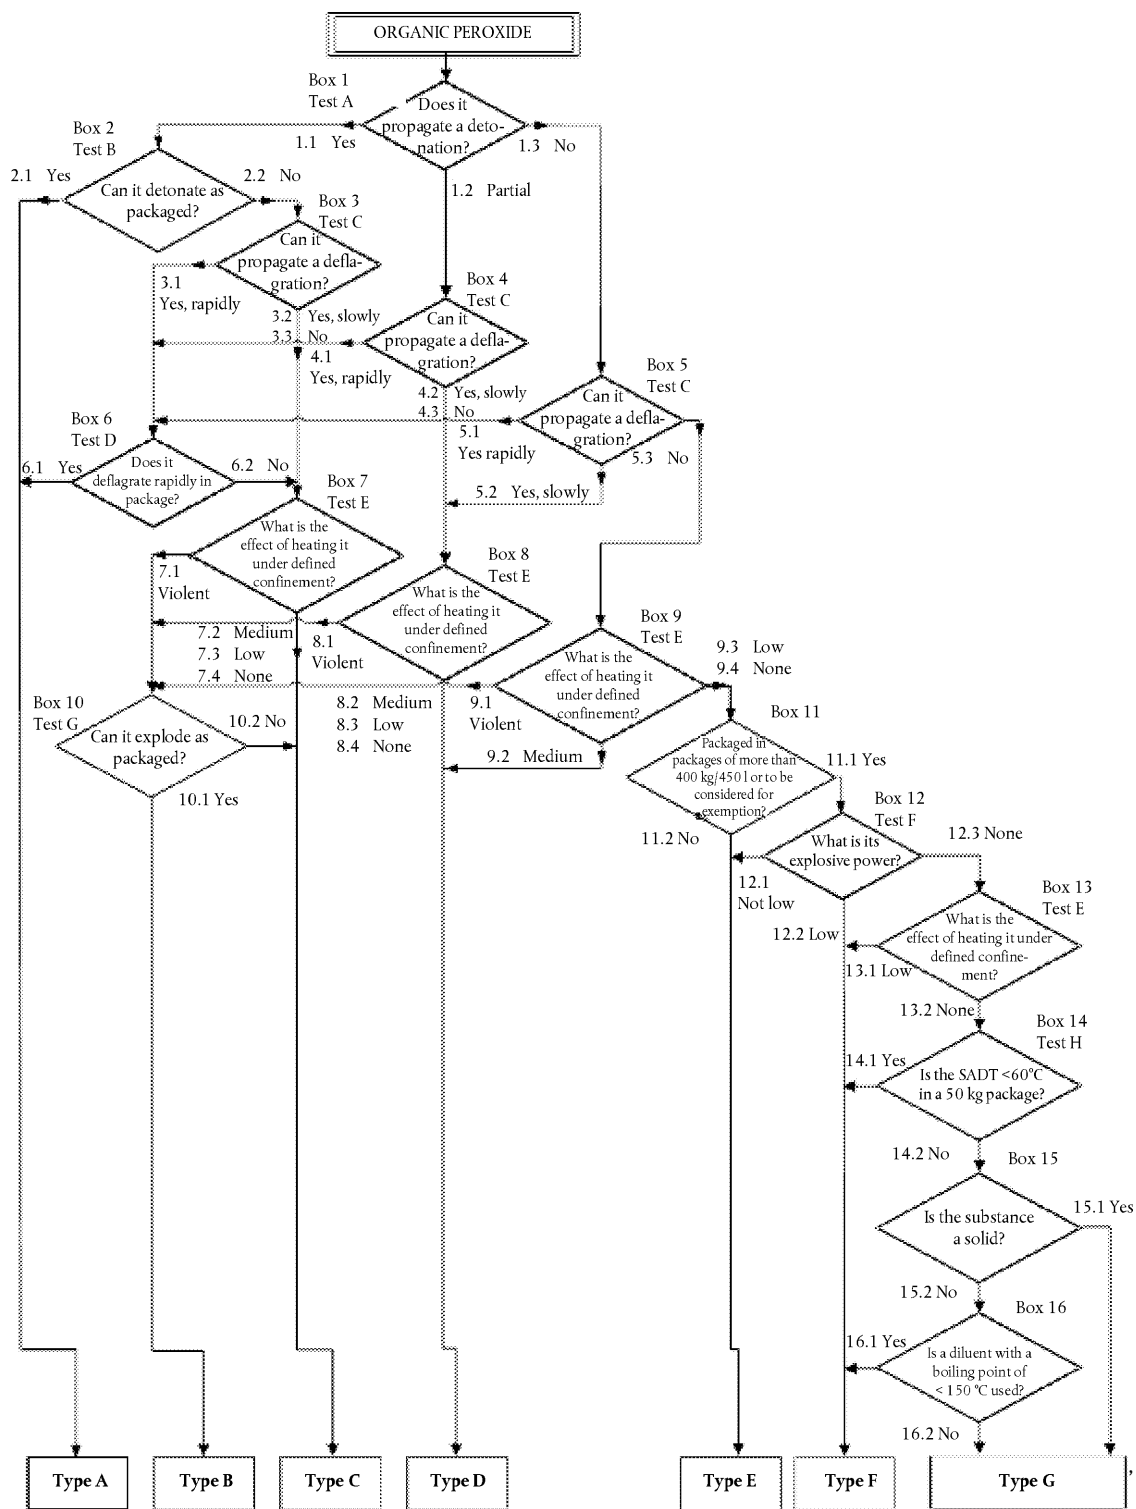 ORGANIC PEROXIDE
Box 1
Test A
Does it
propagate a deto-
nation?
1.1 Yes
1.3 No
1.2 Partial
Box 2
Test B
2.1 Yes
2.2 No
Can it detonate as
packaged?
Box 3
Test C
Can it
propagate a defla-
gration?
3.1
Yes, rapidly
3.2 Yes, slowly
3.3 No
Box 4
Test C
Can it
propagate a defla-
gration?
4.1
Yes, rapidly
4.2 Yes, slowly
4.3 No
Box 5
Test C
Can it
propagate a defla-
gration?
5.1
Yes rapidly
5.3 No
5.2 Yes, slowly
Box 6
Test D
6.1 Yes
6.2 No
Does it
deflagrate rapidly in
package?
Box 7
Test E
What is the
effect of heating it
under defined
confinement?
7.1
Violent
7.2 Medium
7.3 Low
7.4 None
Box 8
Test E
What is the
effect of heating it
under defined
confinement?
8.1
Violent
8.2 Medium
8.3 Low
8.4 None
Box 9
Test E
What is the
effect of heating it
under defined
confinement?
9.1
Violent
9.2 Medium
9.3 Low
9.4 None
Box 10
Test G
Can it explode as
packaged?
10.2 No
10.1 Yes
Box 11
Packaged in
packages of more than
400 kg/450 l or to be
considered for
exemption?
11.1 Yes
11.2 No
Box 12
Test F
What is its
explosive power?
12.3 None
12.1
Not low
12.2 Low
Box 13
Test E
What is the
effect of heating it under
defined confine-
ment?
13.1 Low
13.2 None
Box 14
Test H
14.1 Yes
Is the SADT <60°C
in a 50 kg package?
14.2 No
Box 15
Is the substance
a solid?
15.1 Yes
15.2 No
Box 16
16.1 Yes
Is a diluent with a
boiling point of
< 150 °C used?
16.2 No
Type A
Type B
Type C
Type D
Type E
Type F
Type G
,